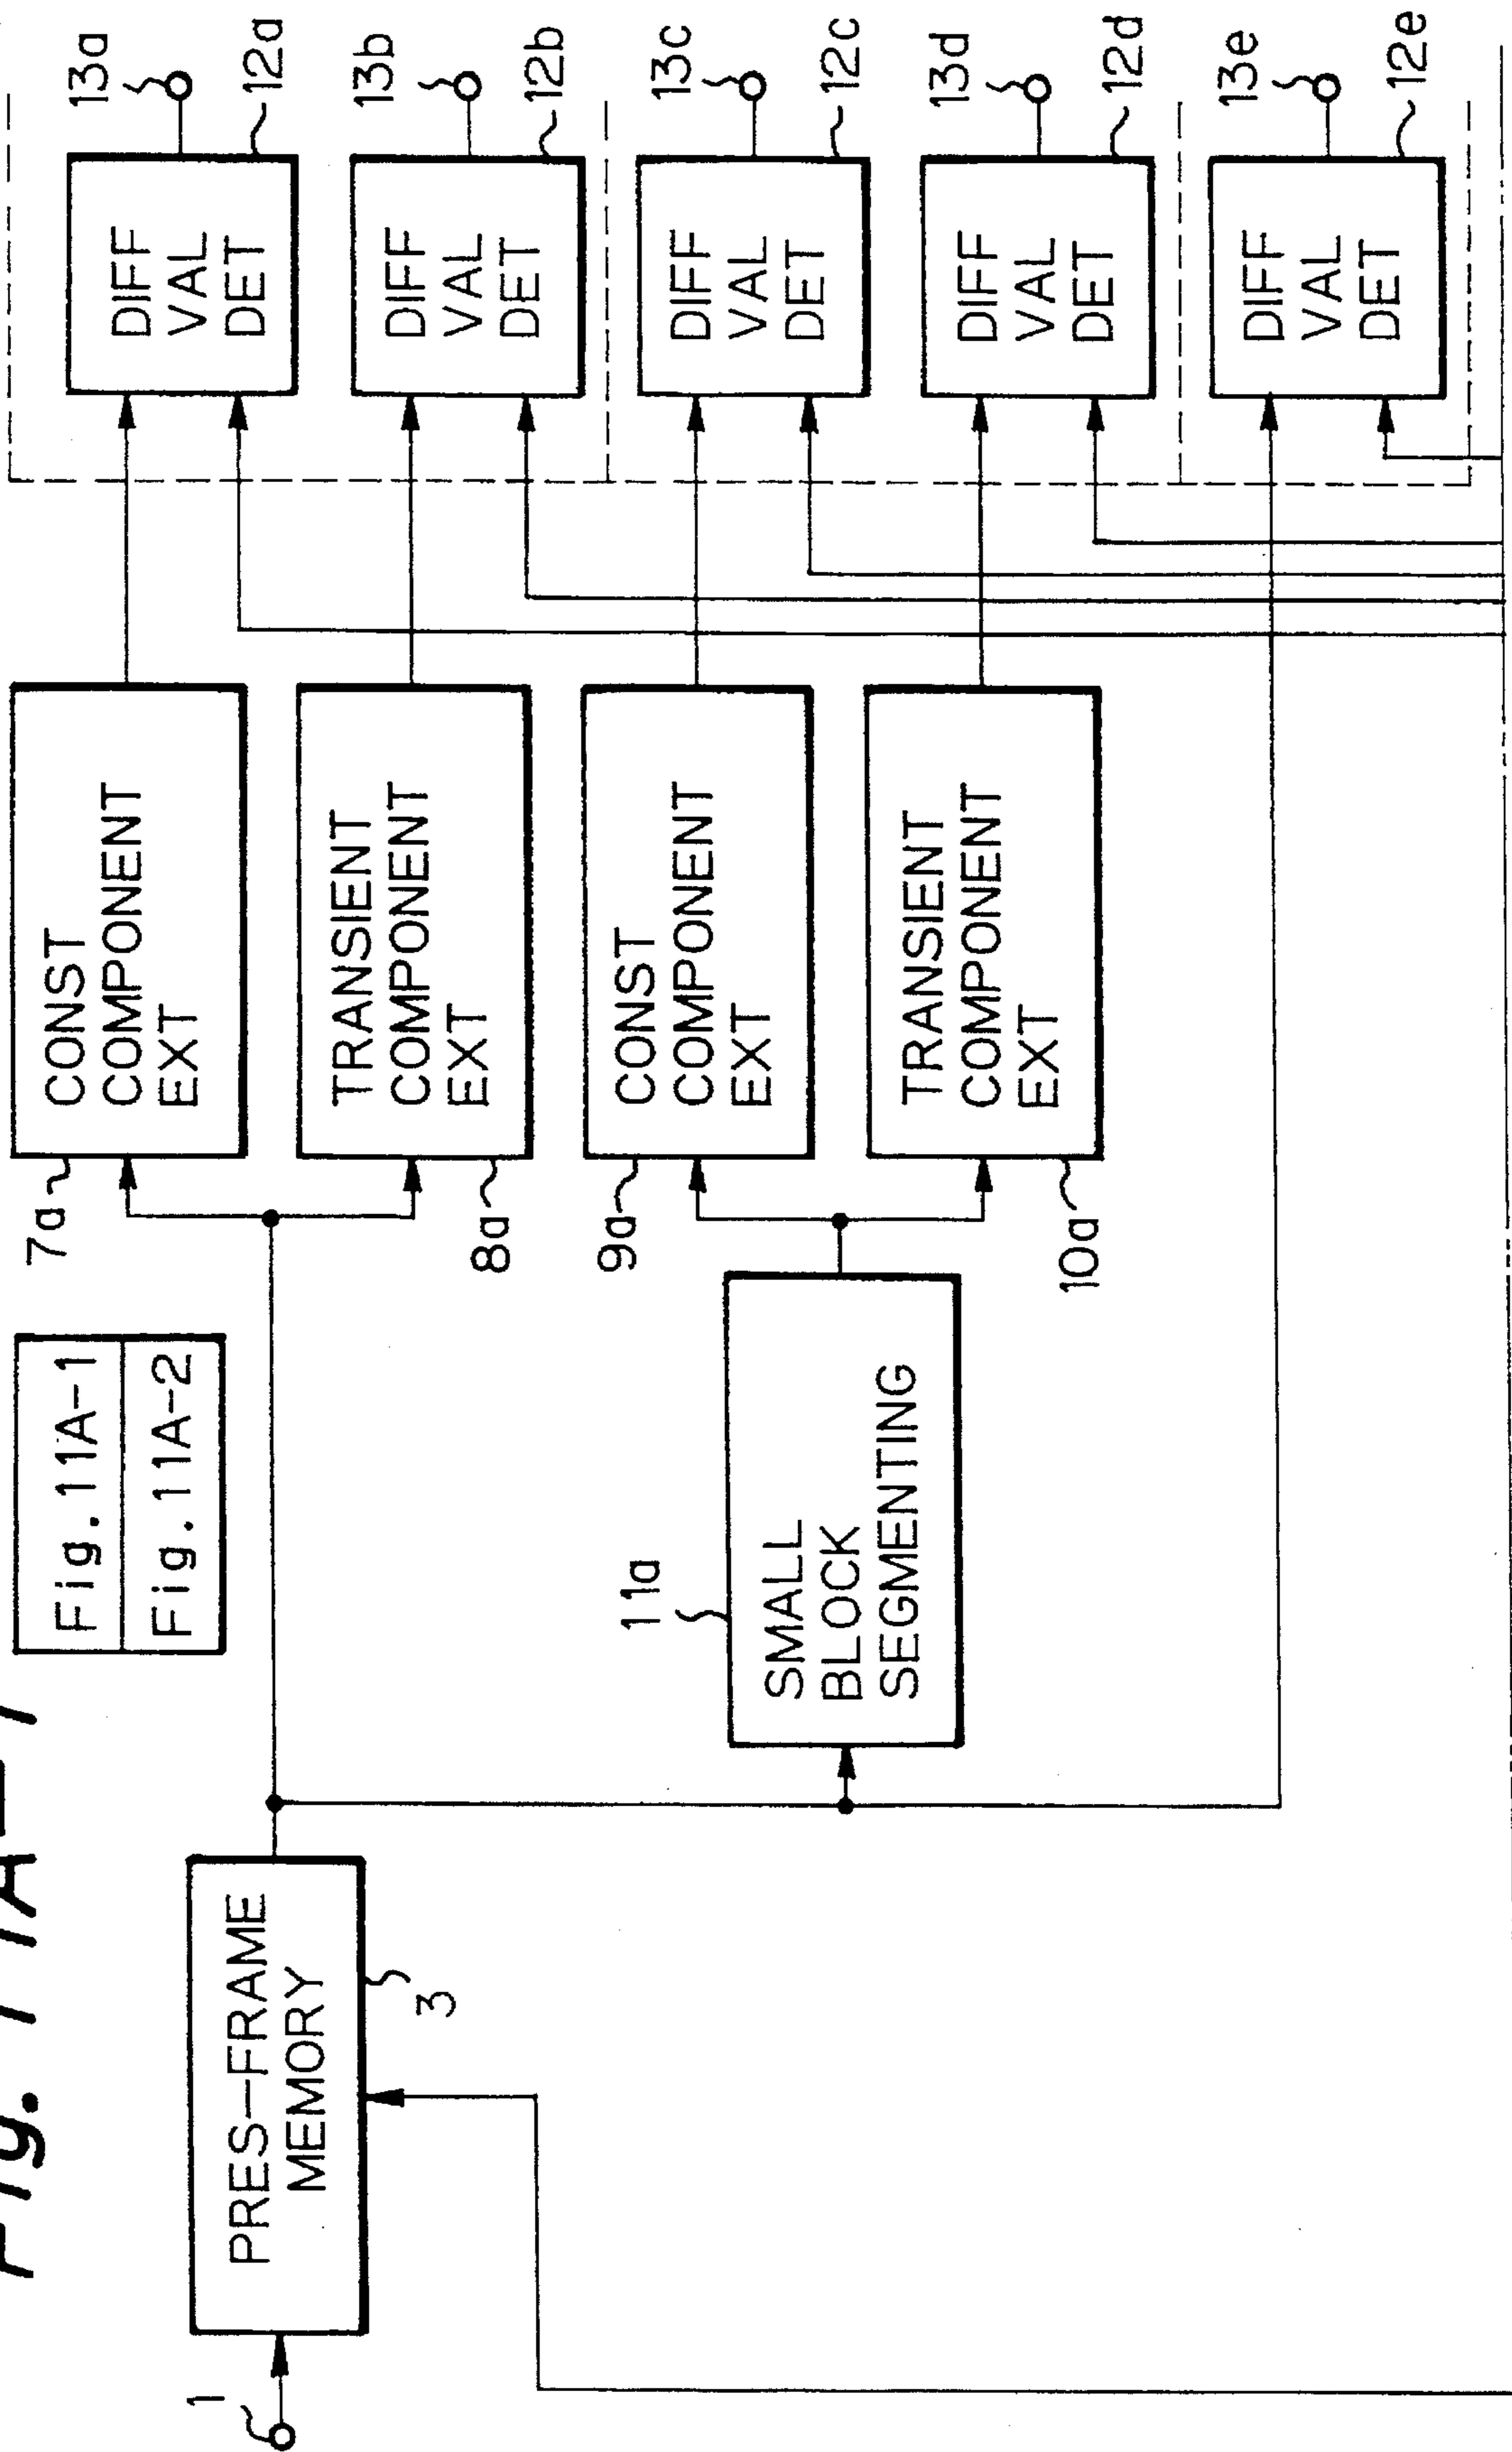 Fig. 11A-1
Fig.11A-1
Fig.11A-2
1
PRES-FRAME
MEMORY
3
11a
SMALL
BLOCK
SEGMENTING
7a
CONST
COMPONENT
EXT
8a
TRANSIENT
COMPONENT
EXT
9a
CONST
COMPONENT
EXT
10a
TRANSIENT
COMPONENT
EXT
13a
DIFF
VAL
DET
12a
13b
DIFF
VAL
DET
12b
13c
DIFF
VAL
DET
12c
13d
DIFF
VAL
DET
12d
13e
DIFF
VAL
DET
12e